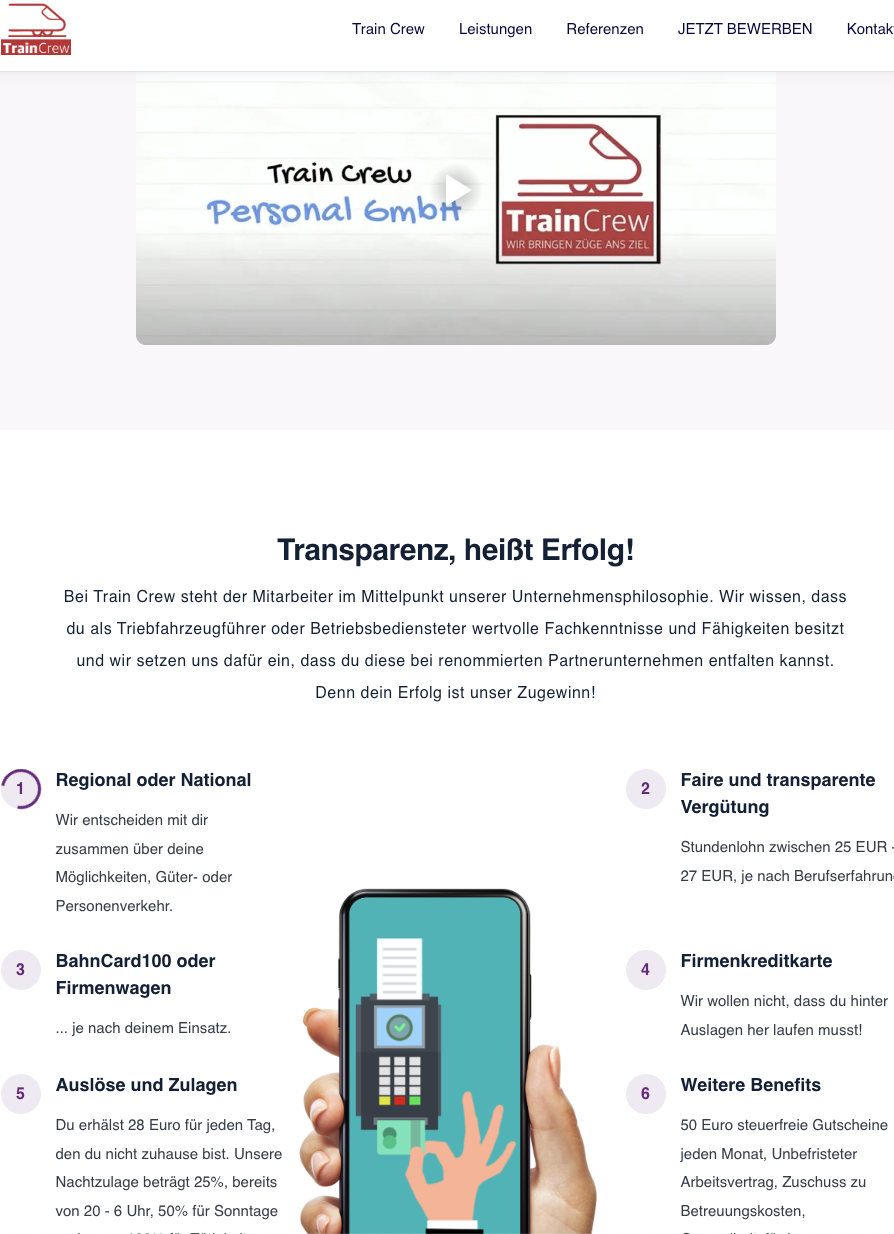 TrainCrew
Train Crew
Leistungen
Referenzen
JETZT BEWERBEN
Train Crew
Personal GmbH
TrainCrew
WIR BRINGEN ZÜGE ANS ZIEL
Transparenz, heißt Erfolg!
Bei Train Crew steht der Mitarbeiter im Mittelpunkt unserer Unternehmensphilosophie. Wir wissen, dass
du als Triebfahrzeugführer oder Betriebsbediensteter wertvolle Fachkenntnisse und Fähigkeiten besitzt
und wir setzen uns dafür ein, dass du diese bei renommierten Partnerunternehmen entfalten kannst.
Denn dein Erfolg ist unser Zugewinn!
1
Regional oder National
Wir entscheiden mit dir
zusammen über deine
Möglichkeiten, Güter- oder
Personenverkehr.
2
Faire und transparente
Vergütung
Stundenlohn zwischen 25 EUR -
27 EUR, je nach
3
BahnCard100 oder
Firmenwagen
... je nach deinem Einsatz.
4
Firmenkreditkarte
Wir wollen nicht, dass du hinter
Auslagen her laufen musst!
5
Auslöse und Zulagen
Du erhälst 28 Euro für jeden Tag,
den du nicht zuhause bist. Unsere
Nachtzulage beträgt 25%, bereits
von 20 - 6 Uhr, 50% für Sonntage
6
Weitere Benefits
50 Euro steuerfreie Gutscheine
jeden Monat, Unbefristeter
Arbeitsvertrag, Zuschuss zu
Betreuungskosten,